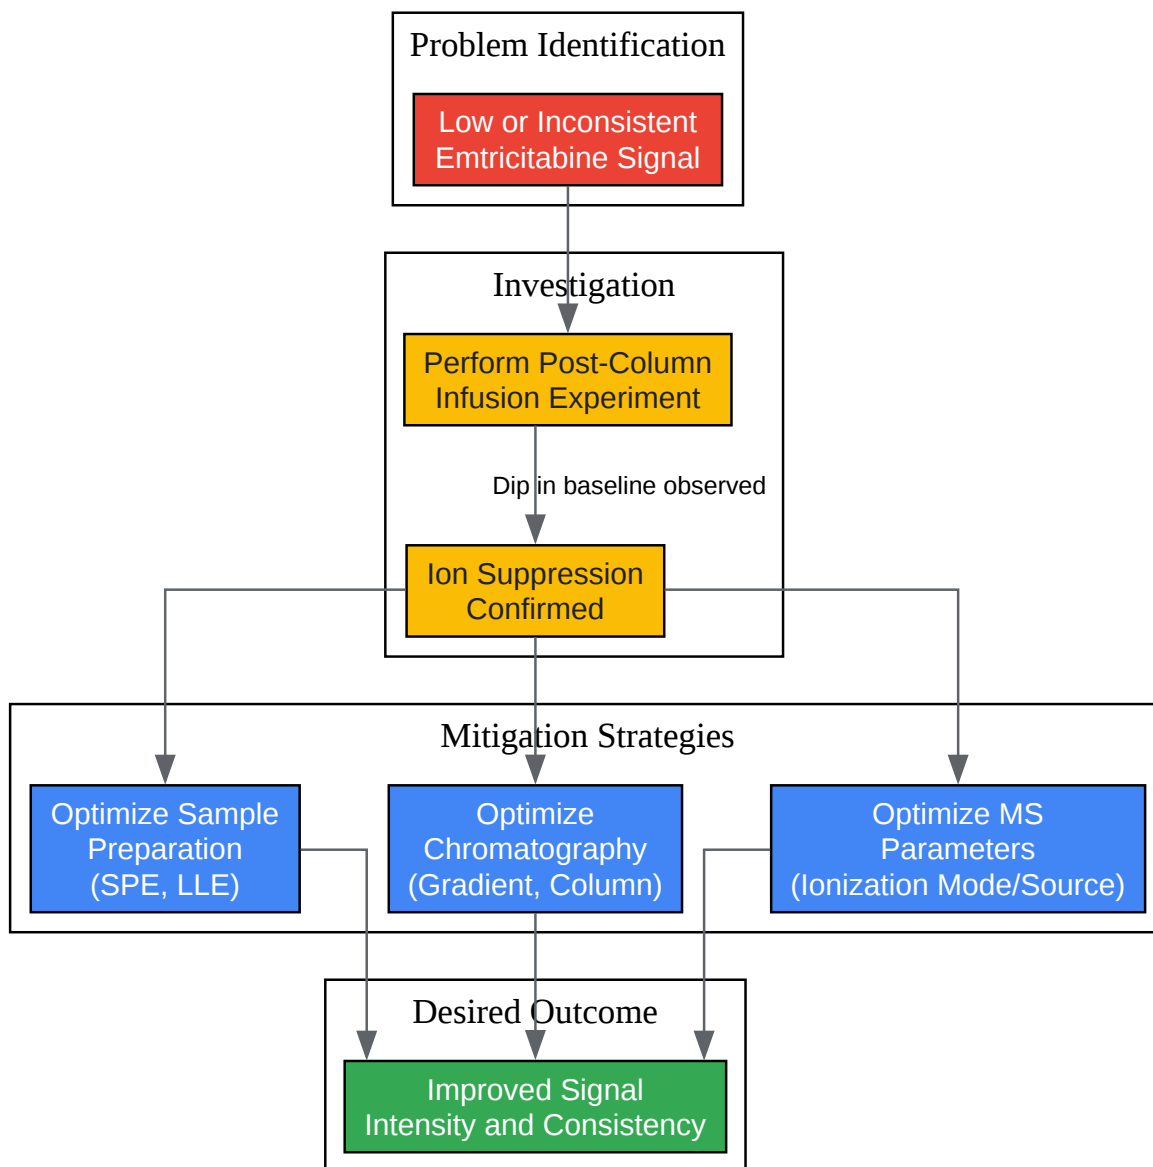 Problem Identification
Low or Inconsistent
Emtricitabine Signal
Investigation
Perform Post-Column
Infusion Experiment
Dip in baseline observed
Ion Suppression
Confirmed
Mitigation Strategies
Optimize Sample
Preparation
(SPE, LLE)
Optimize
Chromatography
(Gradient, Column)
Optimize MS
Parameters
(Ionization Mode/Source)
Desired Outcome
Improved Signal
Intensity and Consistency